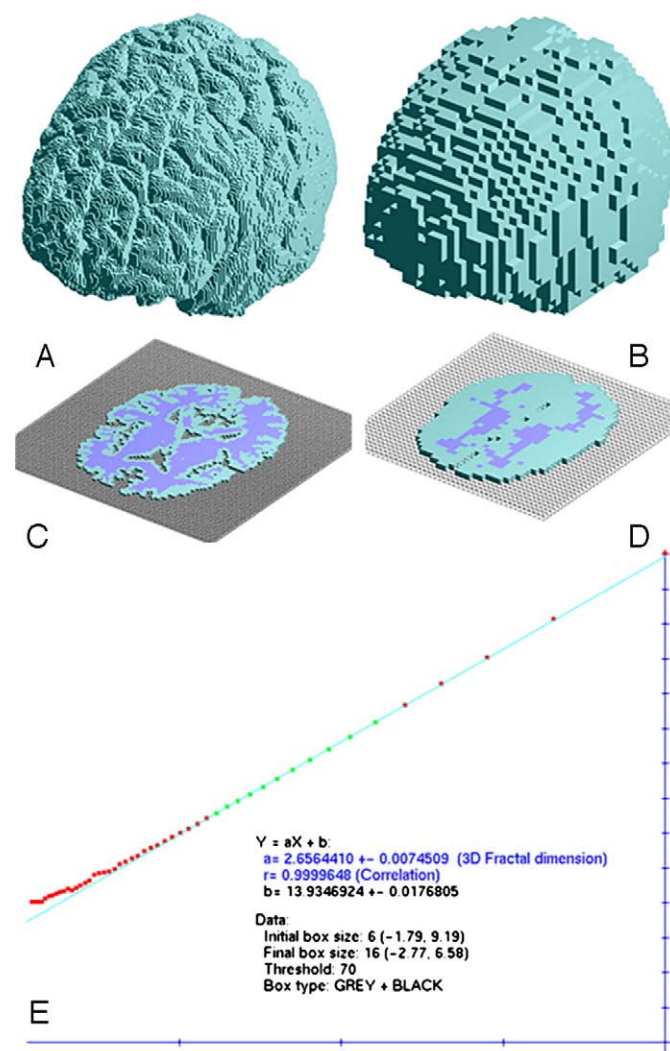 A
B
C
D
Y = aX + b:
a= 2.6564410 +- 0.0074509 (3D Fractal dimension)
r= 0.9999648 (Correlation)
b= 13.9346924 +- 0.0176805
Data:
Initial box size: 6 (-1.79, 9.19)
Final box size: 16 (-2.77, 6.58)
Threshold: 70
Box type: GREY + BLACK
E